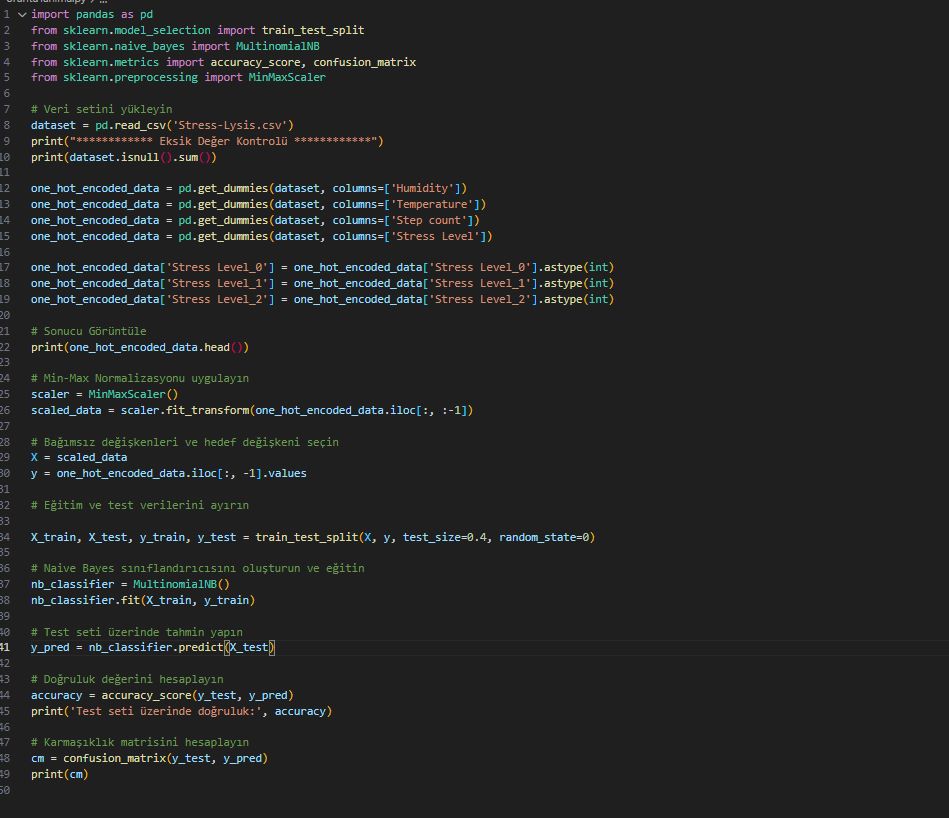 1 import pandas as pd
2 from sklearn.model_selection import train_test_split
3 from sklearn.naive_bayes import MultinomialNB
4 from sklearn.metrics import accuracy_score, confusion_matrix
5 from sklearn.preprocessing import MinMaxScaler
6
7 # Veri setini yükleyin
8 dataset = pd.read_csv('Stress-Lysis.csv')
9 print("************ Eksik Değer Kontrolü ************")
10 print(dataset.isnull().sum())
11
12 one_hot_encoded_data = pd.get_dummies(dataset, columns=['Humidity'])
13 one_hot_encoded_data = pd.get_dummies(dataset, columns=['Temperature'])
14 one_hot_encoded_data = pd.get_dummies(dataset, columns=['Step count'])
15 one_hot_encoded_data = pd.get_dummies(dataset, columns=['Stress Level'])
16
17 one_hot_encoded_data['Stress Level_0'] = one_hot_encoded_data['Stress Level_0'].astype(int)
18 one_hot_encoded_data['Stress Level_1'] = one_hot_encoded_data['Stress Level_1'].astype(int)
19 one_hot_encoded_data['Stress Level_2'] = one_hot_encoded_data['Stress Level_2'].astype(int)
20
21 # Sonucu Görüntüle
22 print(one_hot_encoded_data.head())
23
24 # Min-Max Normalizasyonu uygulayın
25 scaler = MinMaxScaler()
26 scaled_data = scaler.fit_transform(one_hot_encoded_data.iloc[:, :-1])
27
28 # Bağımsız değişkenleri ve hedef değişkeni seçin
29 X = scaled_data
30 y = one_hot_encoded_data.iloc[:, -1].values
31
32 # Eğitim ve test verilerini ayırın
33
34 X_train, X_test, y_train, y_test = train_test_split(X, y, test_size=0.4, random_state=0)
35
36 # Naive Bayes sınıflandırıcısını oluşturun ve eğitin
37 nb_classifier = MultinomialNB()
38 nb_classifier.fit(X_train, y_train)
39
40 # Test seti üzerinde tahmin yapın
41 y_pred = nb_classifier.predict(X_test)
42
43 # Doğruluk değerini hesaplayın
44 accuracy = accuracy_score(y_test, y_pred)
45 print('Test seti üzerinde doğruluk:', accuracy)
46
47 # Karmaşıklık matrisini hesaplayın
48 cm = confusion_matrix(y_test, y_pred)
49 print(cm)
50